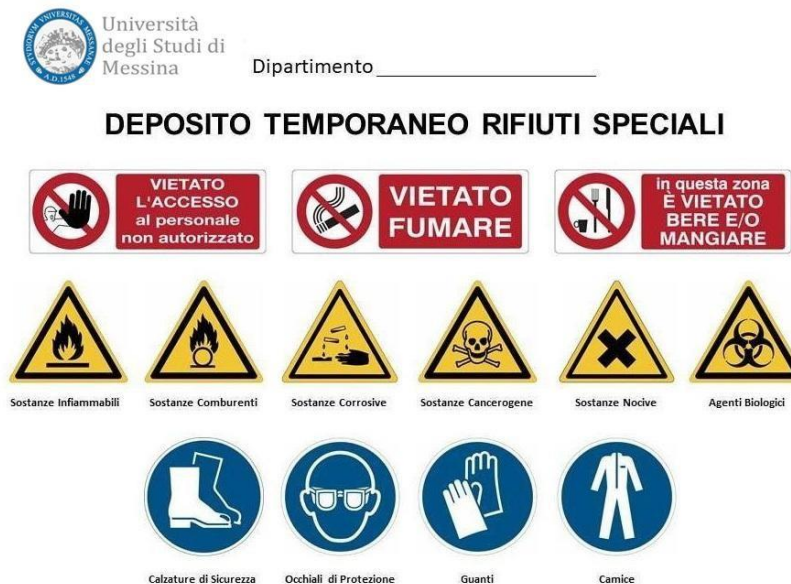 Università
degli Studi di
Messina
Dipartimento
DEPOSITO TEMPORANEO RIFIUTI SPECIALI
VIETATO
L'ACCESSO
al personale
non autorizzato
VIETATO
FUMARE
in questa zona
È VIETATO
BERE E/O
MANGIARE
Sostanze Infiammabili
Sostanze Comburenti
Sostanze Corrosive
Sostanze Cancerogene
Sostanze Nocive
Agenti Biologici
Calzature di Sicurezza
Occhiali di Protezione
Guanti
Camice